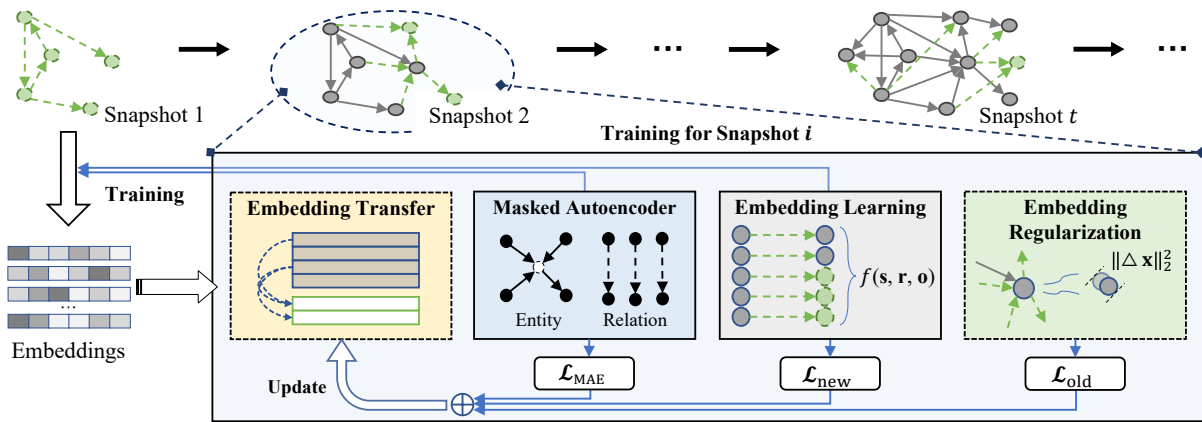 ...
...
Snapshot 1
Snapshot 2
Snapshot t
Training for Snapshot i
Training
Embedding Transfer
Masked Autoencoder
Embedding Learning
Embedding
Regularization
‖△ x‖₂²
f(s, r, o)
...
Entity
Relation
Embeddings
ℒMAE
ℒnew
ℒold
Update